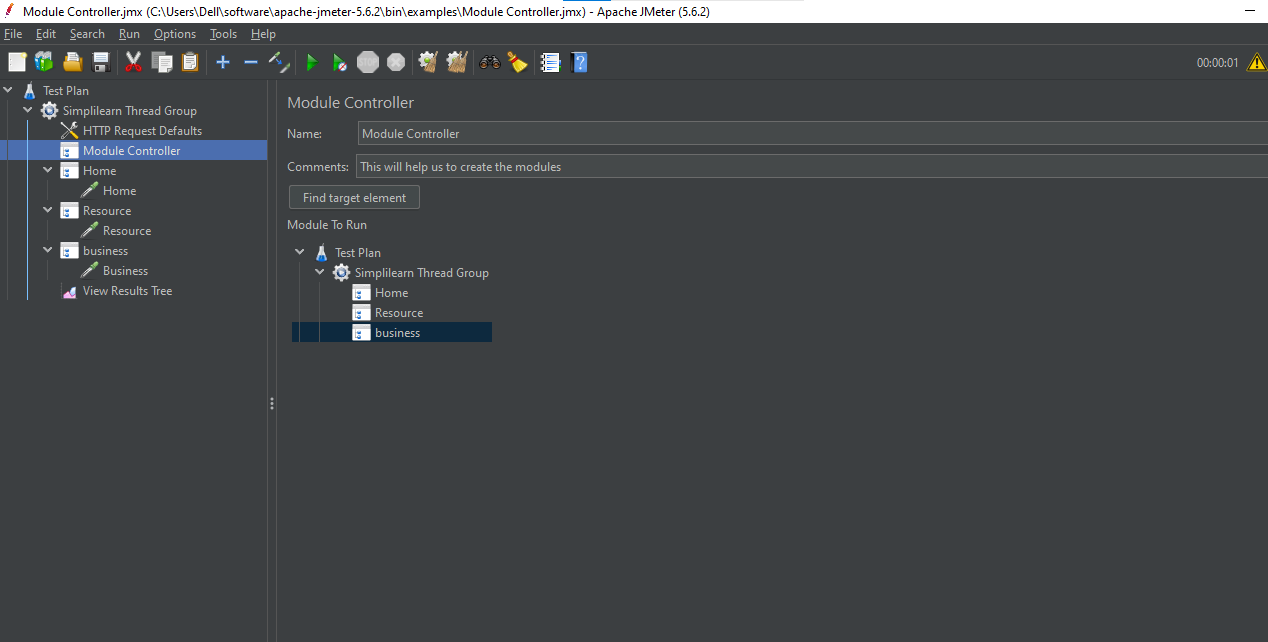 Module Controller.jmx (C:\Users\Dell\software\apache-jmeter-5.6.2\bin\examples\Module Controller.jmx) - Apache JMeter (5.6.2)
File Edit Search Run Options Tools Help
STOP
00:00:01
Test Plan
Simplilearn Thread Group
HTTP Request Defaults
Module Controller
Home
Home
Resource
Resource
business
Business
View Results Tree
Module Controller
Name: Module Controller
Comments: This will help us to create the modules
Find target element
Module To Run
Test Plan
Simplilearn Thread Group
Home
Resource
business